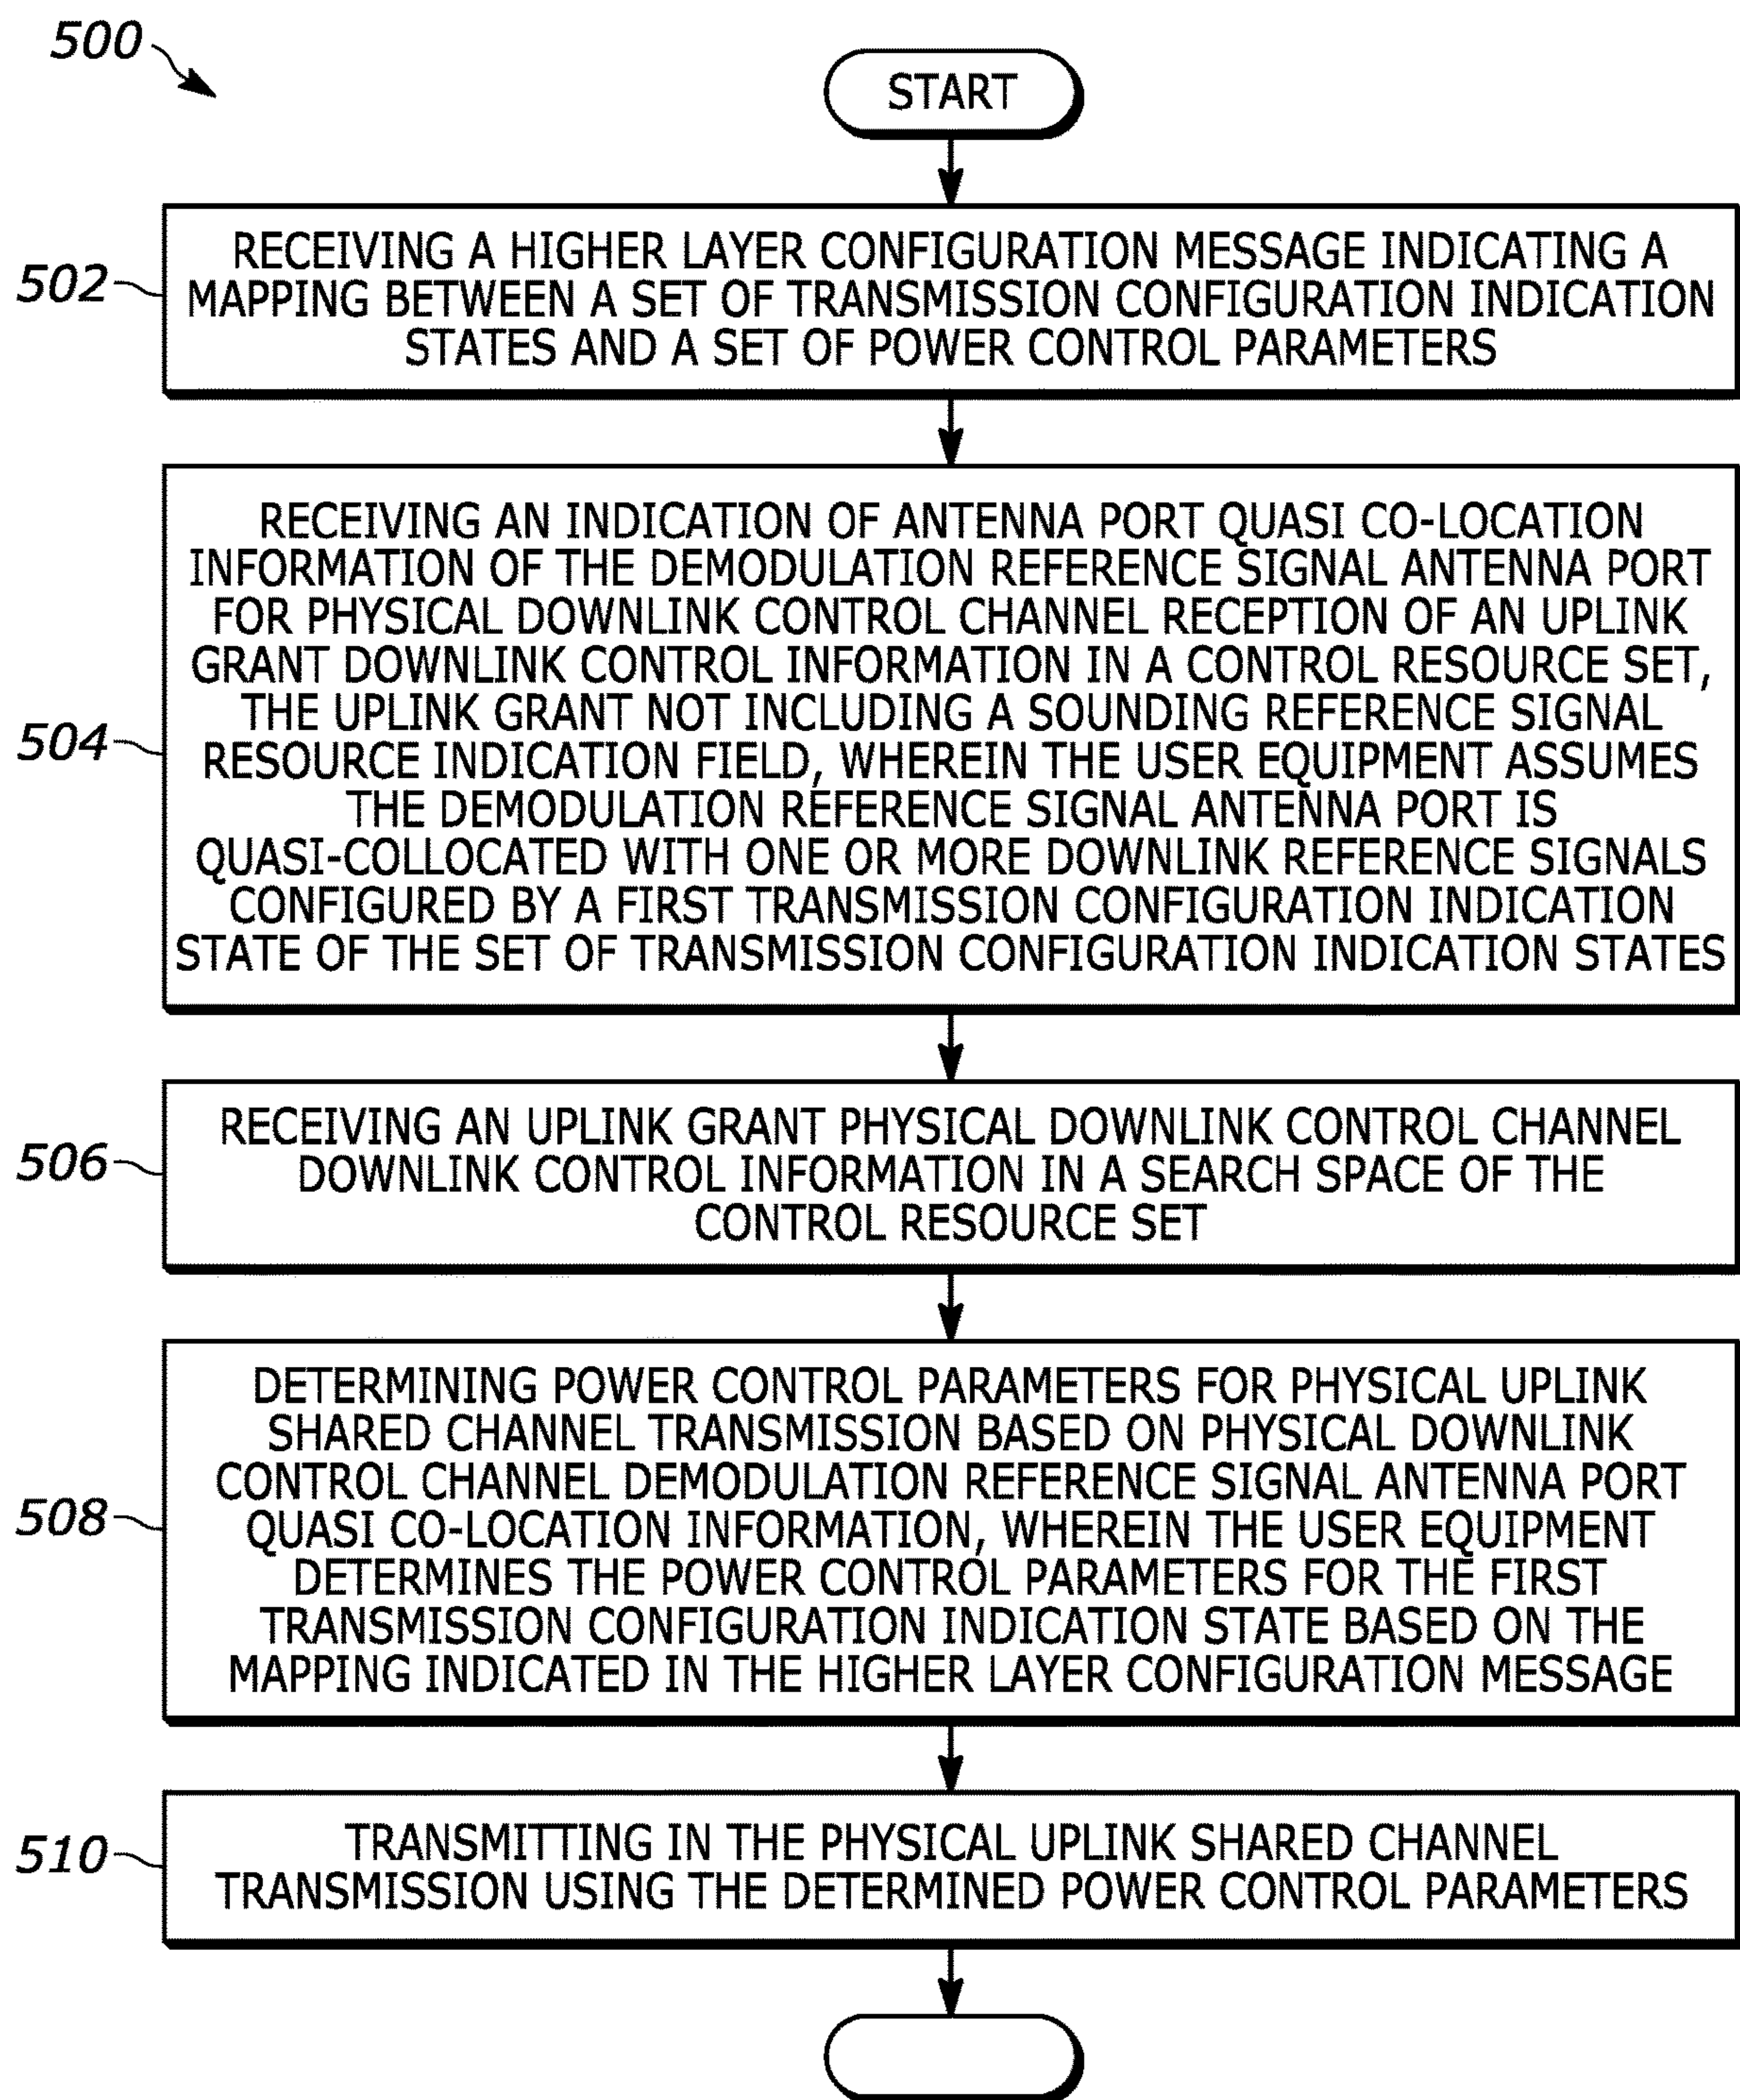 500
START
502
RECEIVING A HIGHER LAYER CONFIGURATION MESSAGE INDICATING A
MAPPING BETWEEN A SET OF TRANSMISSION CONFIGURATION INDICATION
STATES AND A SET OF POWER CONTROL PARAMETERS
504
RECEIVING AN INDICATION OF ANTENNA PORT QUASI CO-LOCATION
INFORMATION OF THE DEMODULATION REFERENCE SIGNAL ANTENNA PORT
FOR PHYSICAL DOWNLINK CONTROL CHANNEL RECEPTION OF AN UPLINK
GRANT DOWNLINK CONTROL INFORMATION IN A CONTROL RESOURCE SET,
THE UPLINK GRANT NOT INCLUDING A SOUNDING REFERENCE SIGNAL
RESOURCE INDICATION FIELD, WHEREIN THE USER EQUIPMENT ASSUMES
THE DEMODULATION REFERENCE SIGNAL ANTENNA PORT IS
QUASI-COLLOCATED WITH ONE OR MORE DOWNLINK REFERENCE SIGNALS
CONFIGURED BY A FIRST TRANSMISSION CONFIGURATION INDICATION
STATE OF THE SET OF TRANSMISSION CONFIGURATION INDICATION STATES
506
RECEIVING AN UPLINK GRANT PHYSICAL DOWNLINK CONTROL CHANNEL
DOWNLINK CONTROL INFORMATION IN A SEARCH SPACE OF THE
CONTROL RESOURCE SET
508
DETERMINING POWER CONTROL PARAMETERS FOR PHYSICAL UPLINK
SHARED CHANNEL TRANSMISSION BASED ON PHYSICAL DOWNLINK
CONTROL CHANNEL DEMODULATION REFERENCE SIGNAL ANTENNA PORT
QUASI CO-LOCATION INFORMATION, WHEREIN THE USER EQUIPMENT
DETERMINES THE POWER CONTROL PARAMETERS FOR THE FIRST
TRANSMISSION CONFIGURATION INDICATION STATE BASED ON THE
MAPPING INDICATED IN THE HIGHER LAYER CONFIGURATION MESSAGE
510
TRANSMITTING IN THE PHYSICAL UPLINK SHARED CHANNEL
TRANSMISSION USING THE DETERMINED POWER CONTROL PARAMETERS